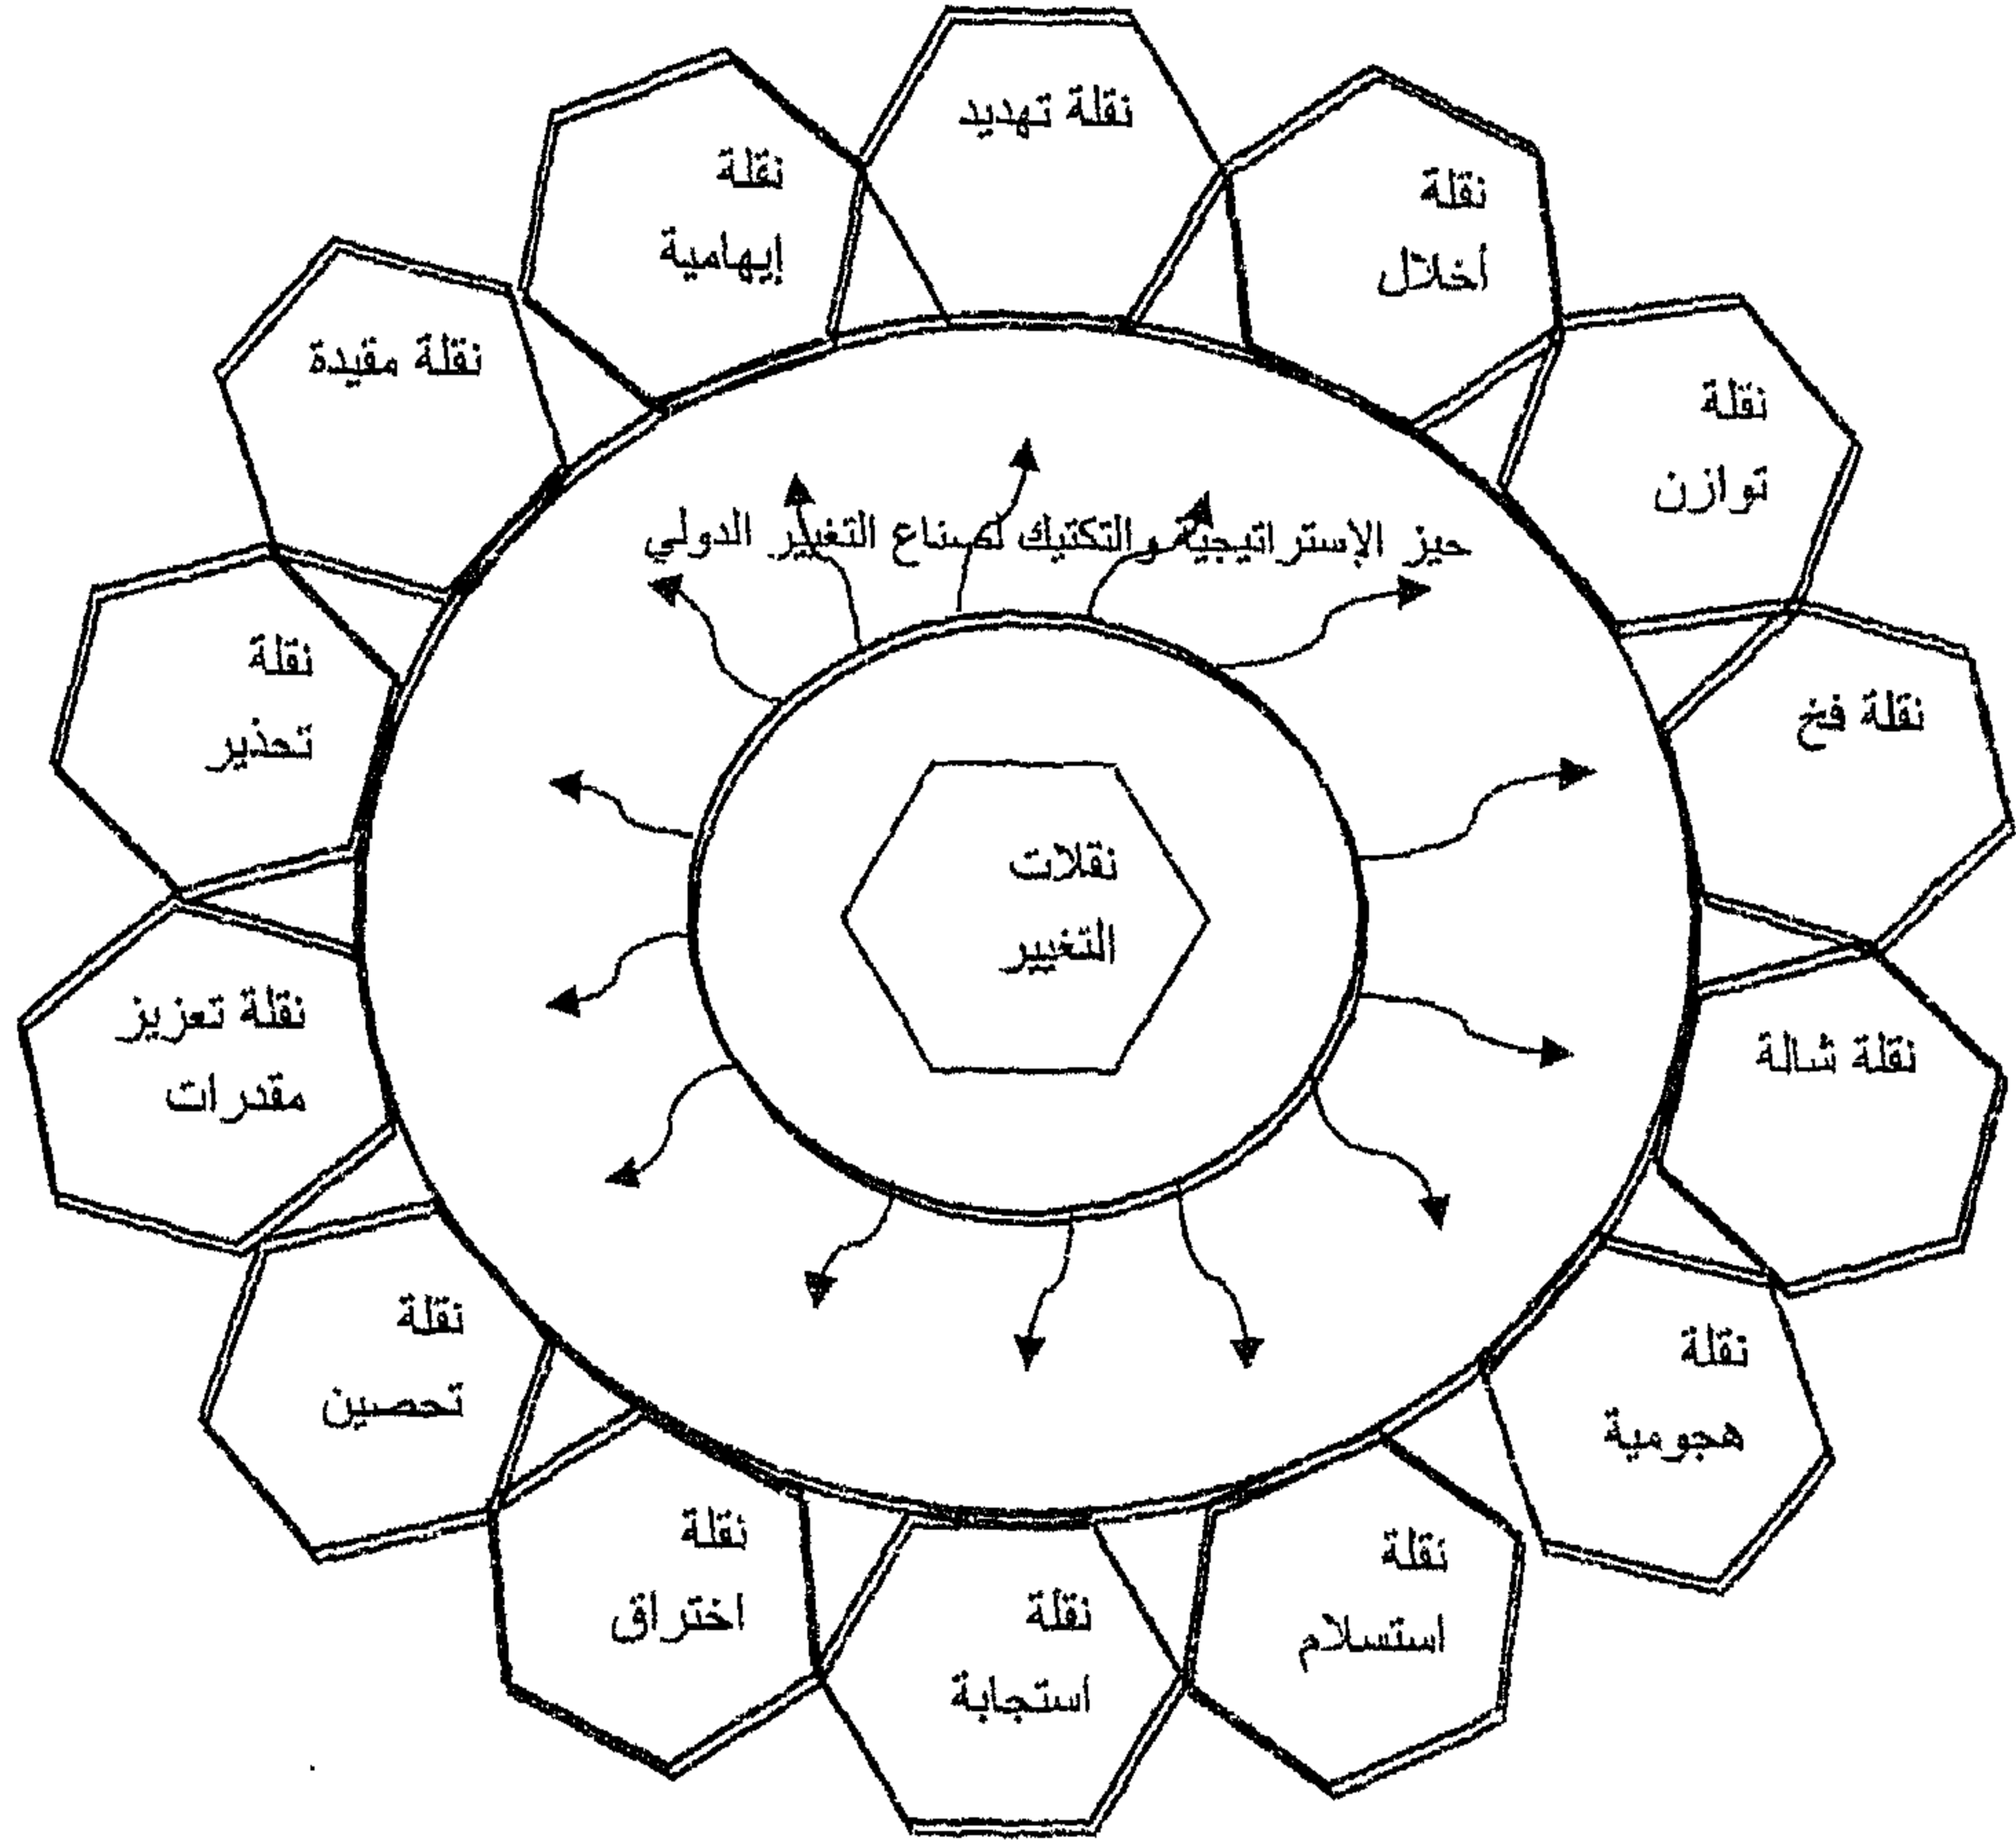 نقلة تهديد
نقلة
أخلال
نقلة
توازن
نقلة فخ
نقلة شالة
نقلة
هجومية
نقلة
استسلام
نقلة
استجابة
نقلة
اختراق
نقلة
تحصين
نقلة تعزيز
مقدرات
نقلة
تحذير
نقلة مقيدة
نقلة
إيهامية
حيز الإستراتيجية والتكتيك لصناع التغيير الدولي
نقلات
التغيير